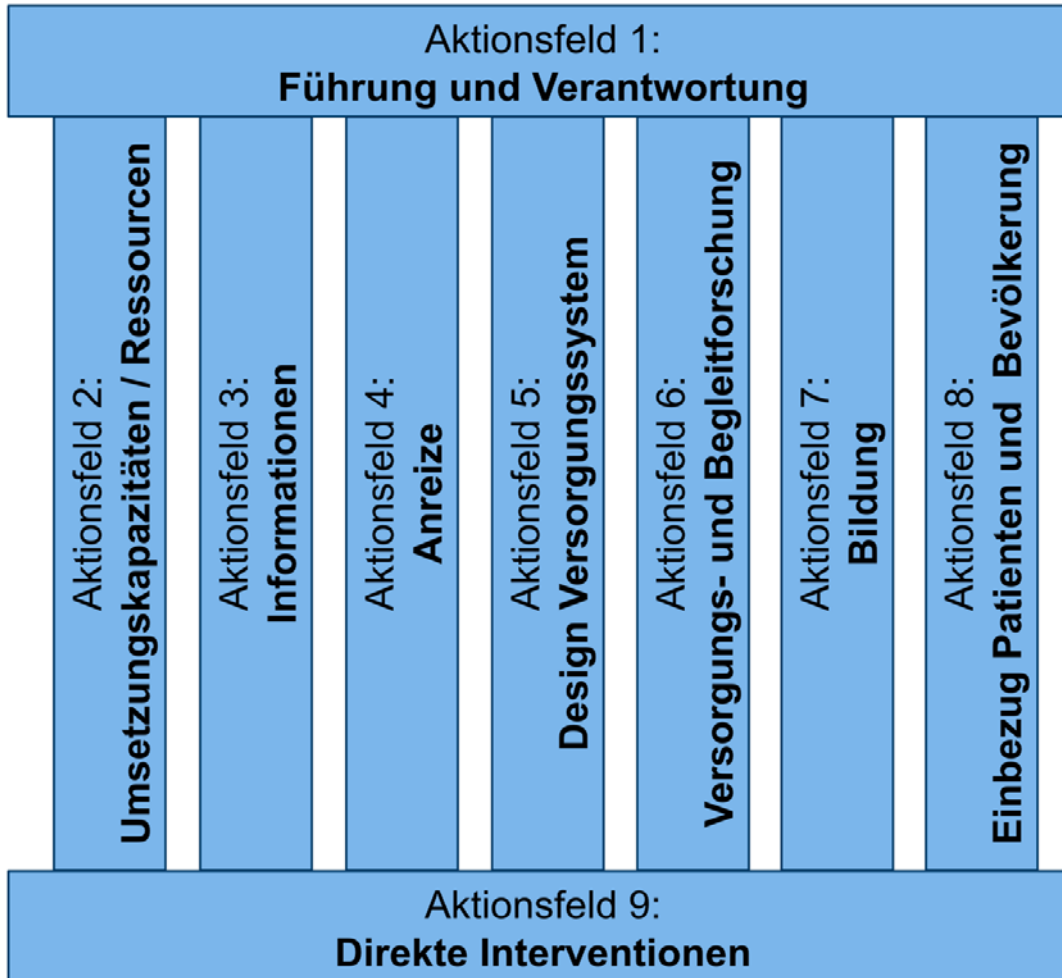 Aktionsfeld 1:
Führung und Verantwortung
Aktionsfeld 2:
Umsetzungskapazitäten / Ressourcen
Aktionsfeld 3:
Informationen
Aktionsfeld 4:
Anreize
Aktionsfeld 5:
Design Versorgungssystem
Aktionsfeld 6:
Versorgungs- und Begleitforschung
Aktionsfeld 7:
Bildung
Aktionsfeld 8:
Einbezug Patienten und Bevölkerung
Aktionsfeld 9:
Direkte Interventionen